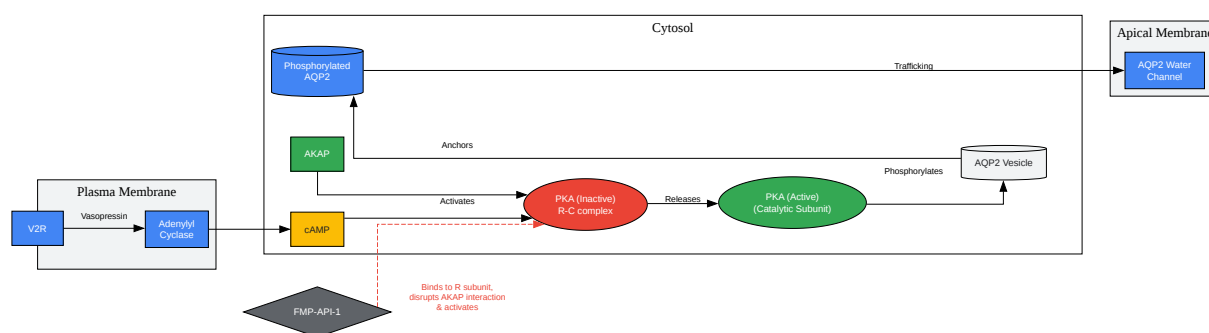 Cytosol
Apical Membrane
Phosphorylated
AQP2
Trafficking
AQP2 Water
Channel
Anchors
AKAP
AQP2 Vesicle
Phosphorylates
Plasma Membrane
Activates
PKA (Inactive)
R-C complex
Releases
PKA (Active)
(Catalytic Subunit)
Vasopressin
V2R
Adenylyl
Cyclase
cAMP
Binds to R subunit,
disrupts AKAP interaction
& activates
FMP-API-1